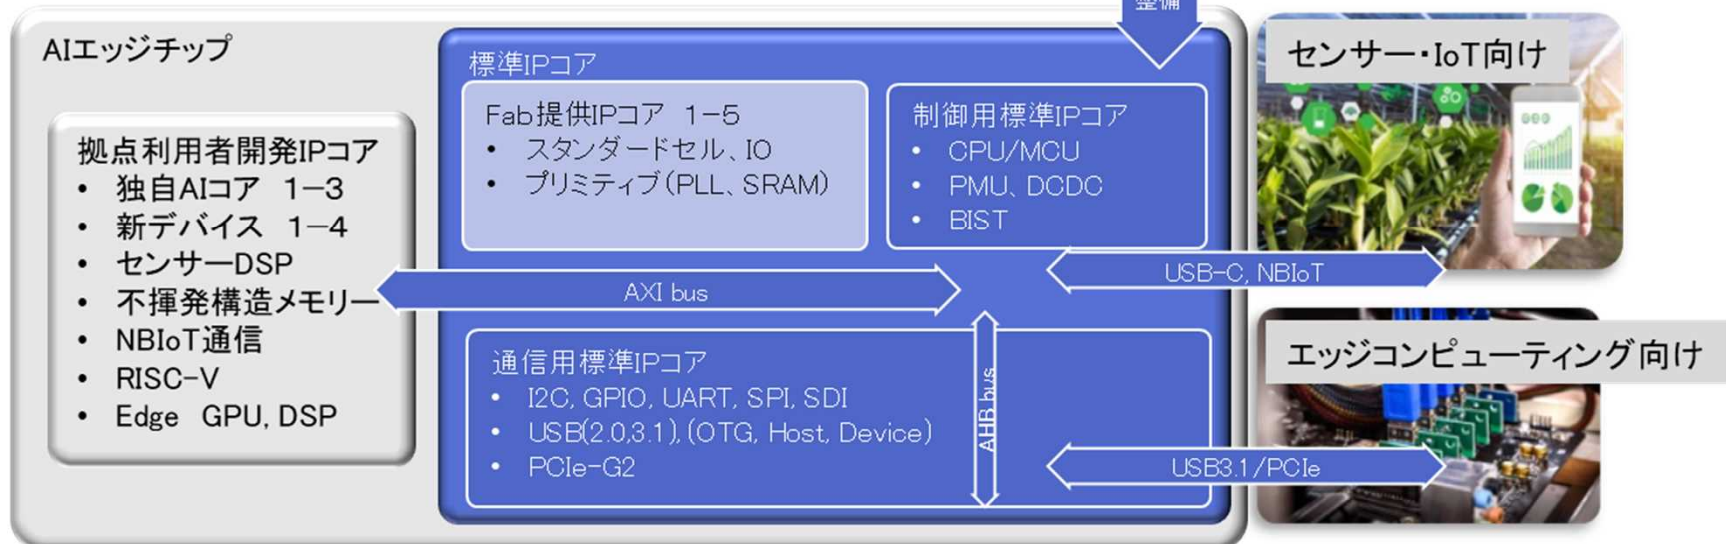 整備
AIエッジチップ
標準IPコア
センサー・IoT向け
拠点利用者開発IPコア
• 独自AIコア 1－3
• 新デバイス 1－4
• センサーDSP
• 不揮発構造メモリー
• NBIoT通信
• RISC-V
• Edge GPU, DSP
Fab提供IPコア 1－5
• スタンダードセル、IO
• プリミティブ(PLL、SRAM)
制御用標準IPコア
• CPU/MCU
• PMU、DCDC
• BIST
AXI bus
USB-C, NBIoT
通信用標準IPコア
• I2C, GPIO, UART, SPI, SDI
• USB(2.0,3.1), (OTG, Host, Device)
• PCIe-G2
AHB bus
エッジコンピューティング向け
USB3.1/PCIe